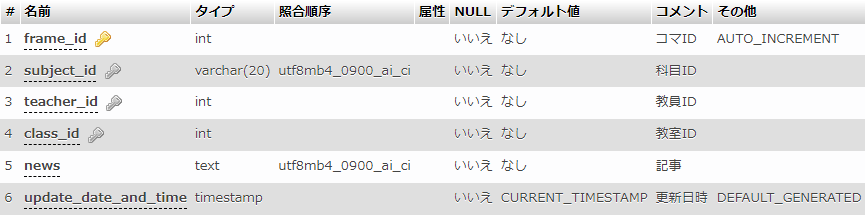 # 名前 タイプ 照合順序 属性 NULL デフォルト値 コメント その他
1 frame_id int いいえ なし コマID AUTO_INCREMENT
2 subject_id varchar(20) utf8mb4_0900_ai_ci いいえ なし 科目ID
3 teacher_id int いいえ なし 教員ID
4 class_id int いいえ なし 教室ID
5 news text utf8mb4_0900_ai_ci いいえ なし 記事
6 update_date_and_time timestamp いいえ CURRENT_TIMESTAMP 更新日時 DEFAULT_GENERATED